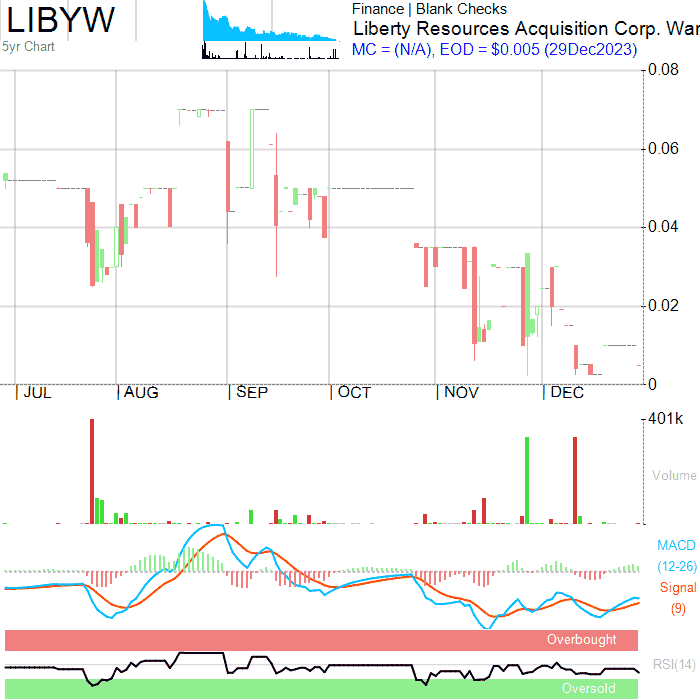 LIBYW
5yr Chart
Finance | Blank Checks
Liberty Resources Acquisition Corp. War
MC = (N/A), EOD = $0.005 (29Dec2023)
0.08
0.06
0.04
0.02
0
JUL AUG SEP OCT NOV DEC
401k
Volume
MACD
(12-26)
Signal
(9)
Overbought
RSI(14)
Oversold